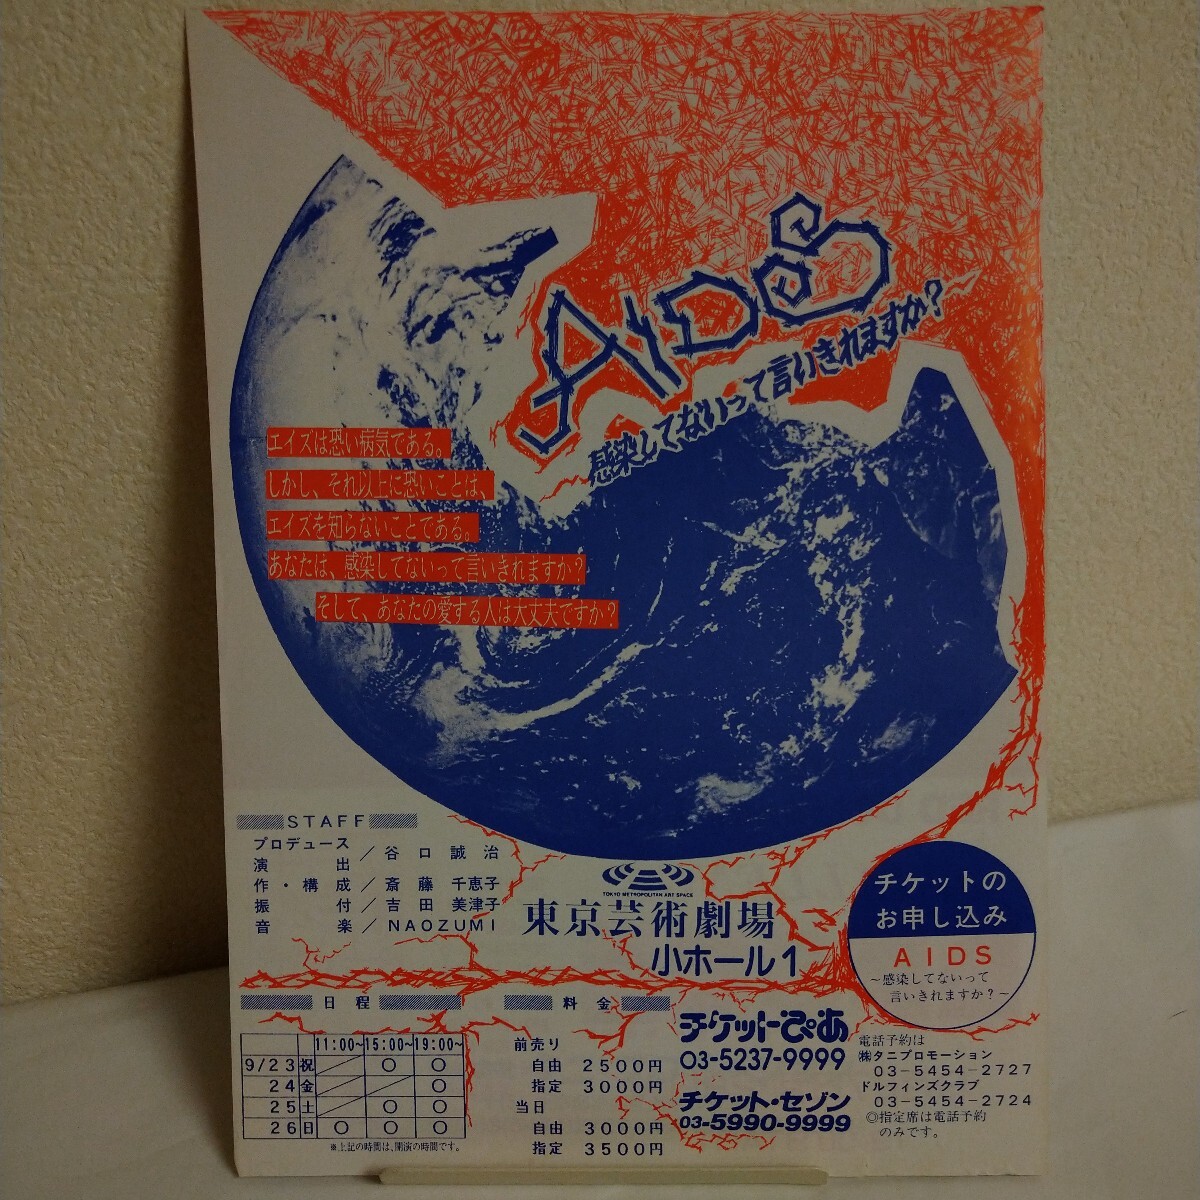 AIDS
感染してないって言いきれますか?
エイズは恐い病気である。
しかし、それ以上に恐いことは、
エイズを知らないことである。
あなたは、感染してないって言いきれますか?
そして、あなたの愛する人は大丈夫ですか?
STAFF
プロデュース
演出／谷口誠治
作・構成／斎藤千恵子
振付／吉田美津子
音楽／NAOZUMI
TOKYO METROPOLITAN ART SPACE
東京芸術劇場
小ホール1
チケットの
お申し込み
AIDS
～感染してないって
言いきれますか?～
日程
11:00~ 15:00~ 19:00~
9/23 祝 ○ ○
24 金 ○
25 土 ○ ○
26 日 ○ ○ ○
※上記の時間は、開演の時間です。
料金
前売り
自由 2500円
指定 3000円
当日
自由 3000円
指定 3500円
チケットぴあ
03-5237-9999
チケット・セゾン
03-5990-9999
電話予約は
㈱タニプロモーション
03-5454-2727
ドルフィンズクラブ
03-5454-2724
◎指定席は電話予約
のみです。